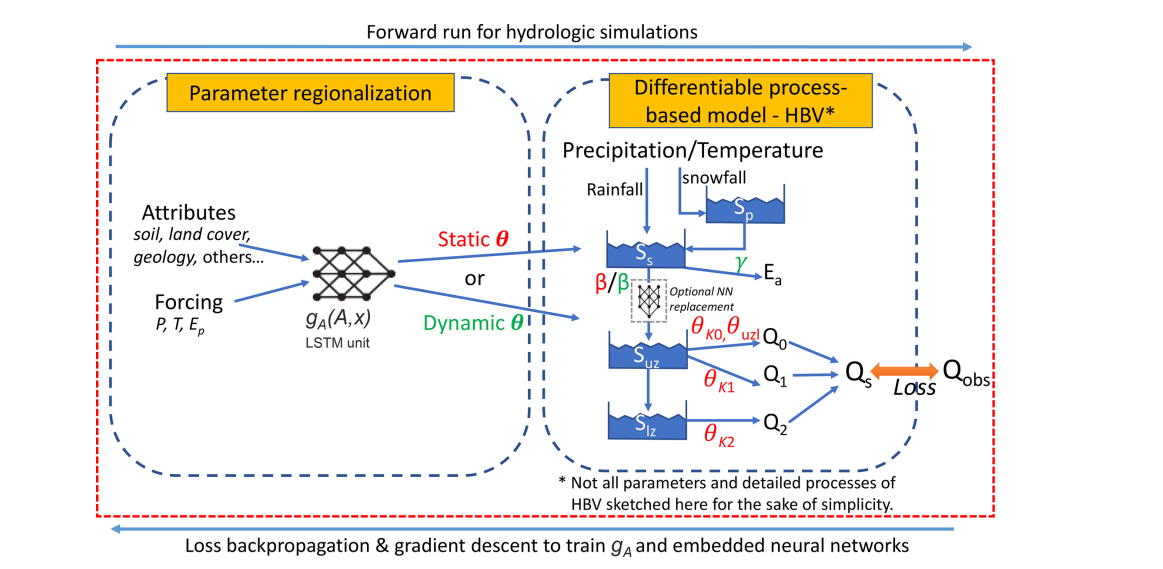 Forward run for hydrologic simulations
Parameter regionalization
Differentiable process-
based model - HBV*
Precipitation/Temperature
Rainfall
snowfall
Sp
Attributes
soil, land cover,
geology, others...
Forcing
P, T, Ep
gA(A,x)
LSTM unit
Static θ
or
Dynamic θ
Ss
γ
Ea
β/β
Optional NN
replacement
θK0,θuzl
Q0
Suz
θK1
Q1
Slz
θK2
Q2
Qs
Loss
Qobs
* Not all parameters and detailed processes of
HBV sketched here for the sake of simplicity.
Loss backpropagation & gradient descent to train gA and embedded neural networks